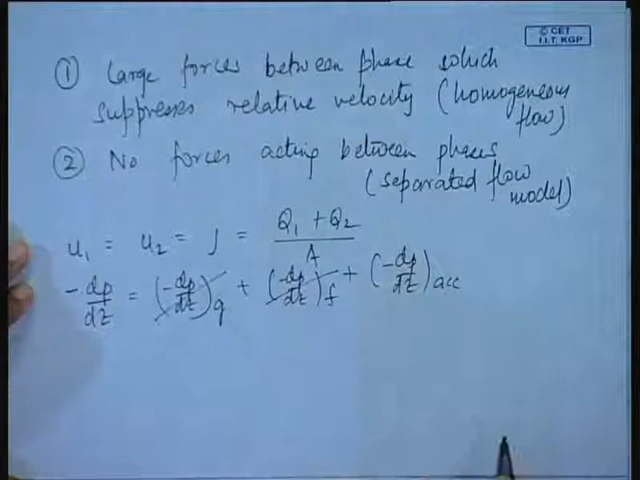 © CET
I.I.T. KGP
① Large forces between phase which
suppresses relative velocity (homogeneous
flow)
② No forces acting between phases
(separated flow
model)
u₁ = u₂ = J = (Q₁ + Q₂)/A
-dp/dz = (-dp/dz)g + (-dp/dz)f + (-dp/dz)acc